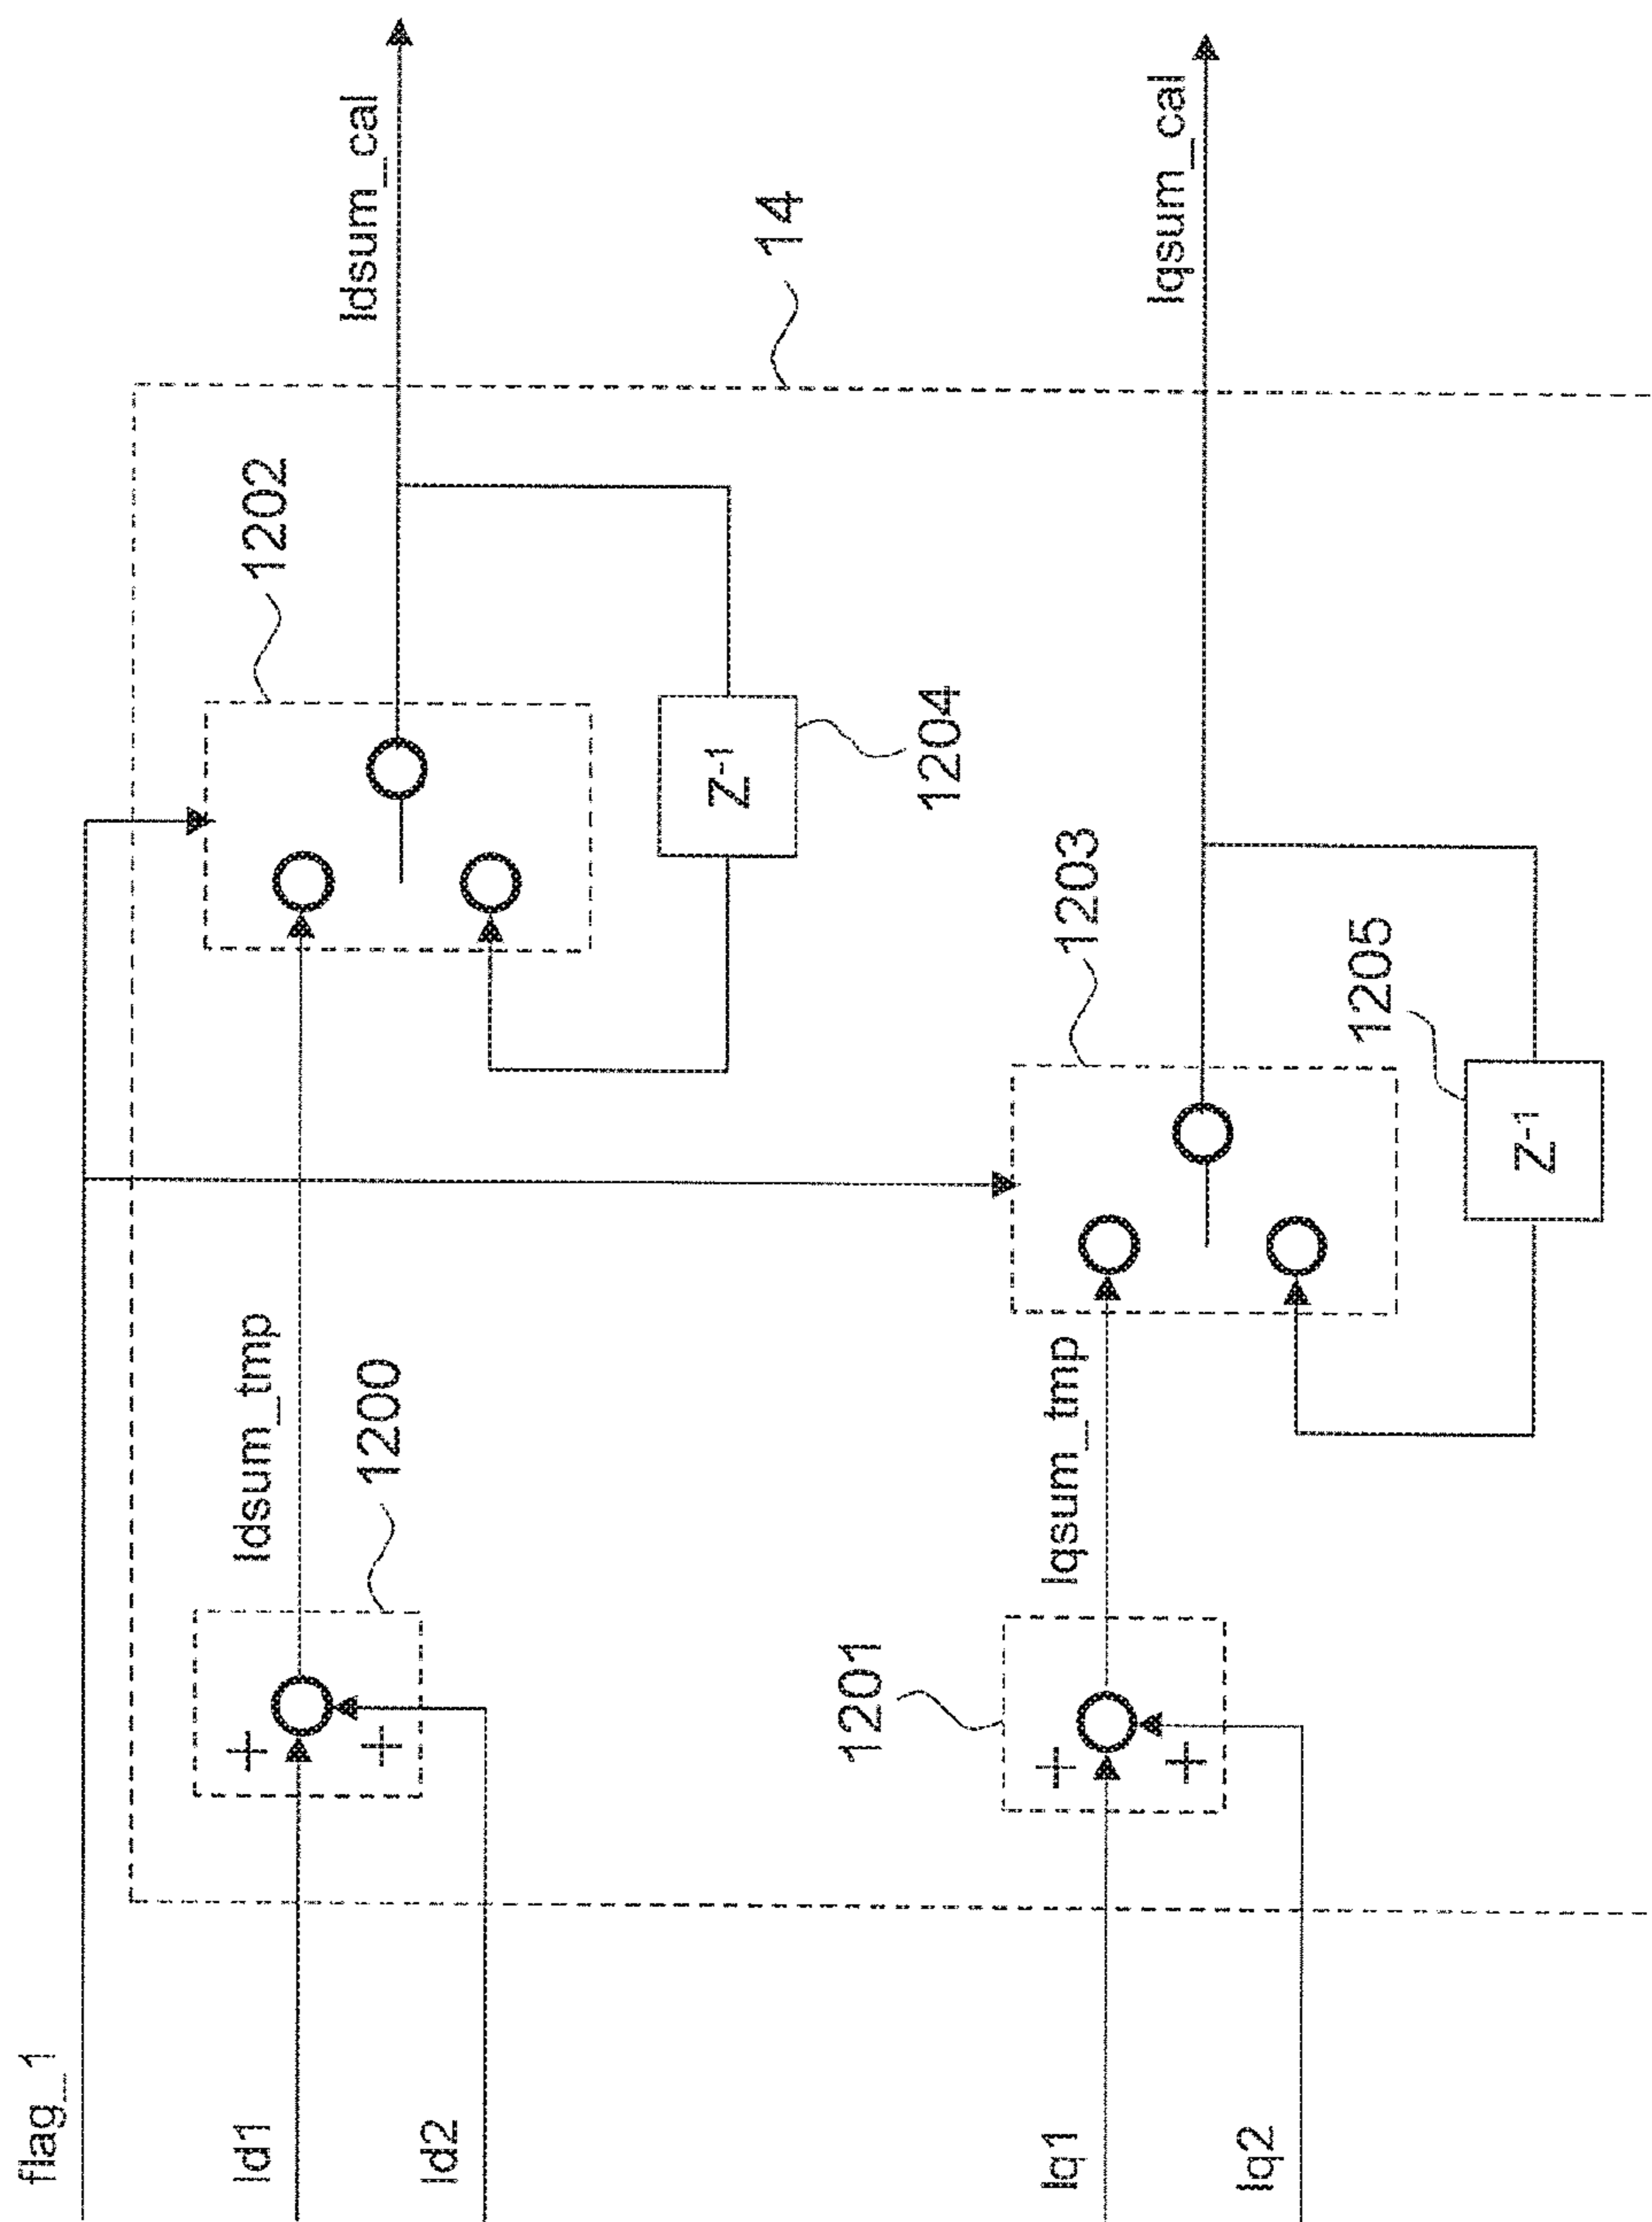 flag_1
Id1
Id2
Iq1
Iq2
+
+
1200
Idsum_tmp
+
+
1201
Iqsum_tmp
1202
Z-1
1204
1203
Z-1
1205
14
Idsum_cal
Iqsum_cal